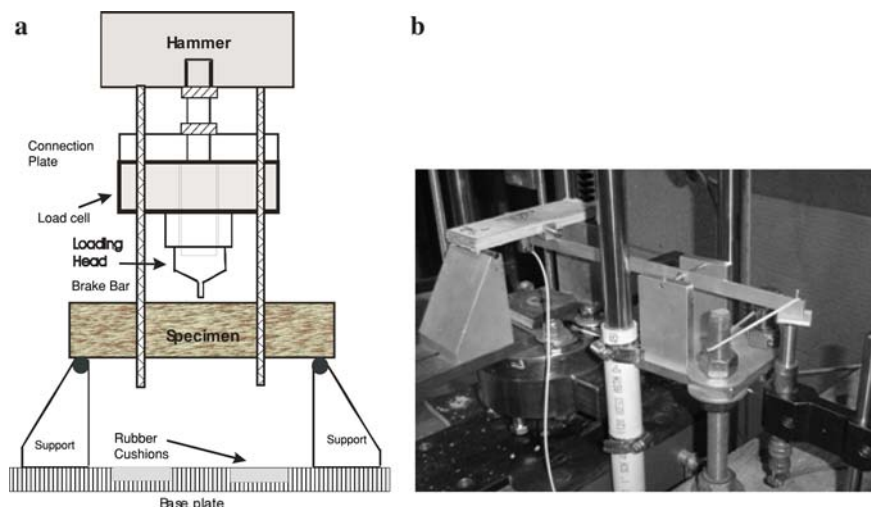 a
b
Hammer
Connection
Plate
Load cell
Loading
Head
Brake Bar
Specimen
Support
Rubber
Cushions
Support
Base plate